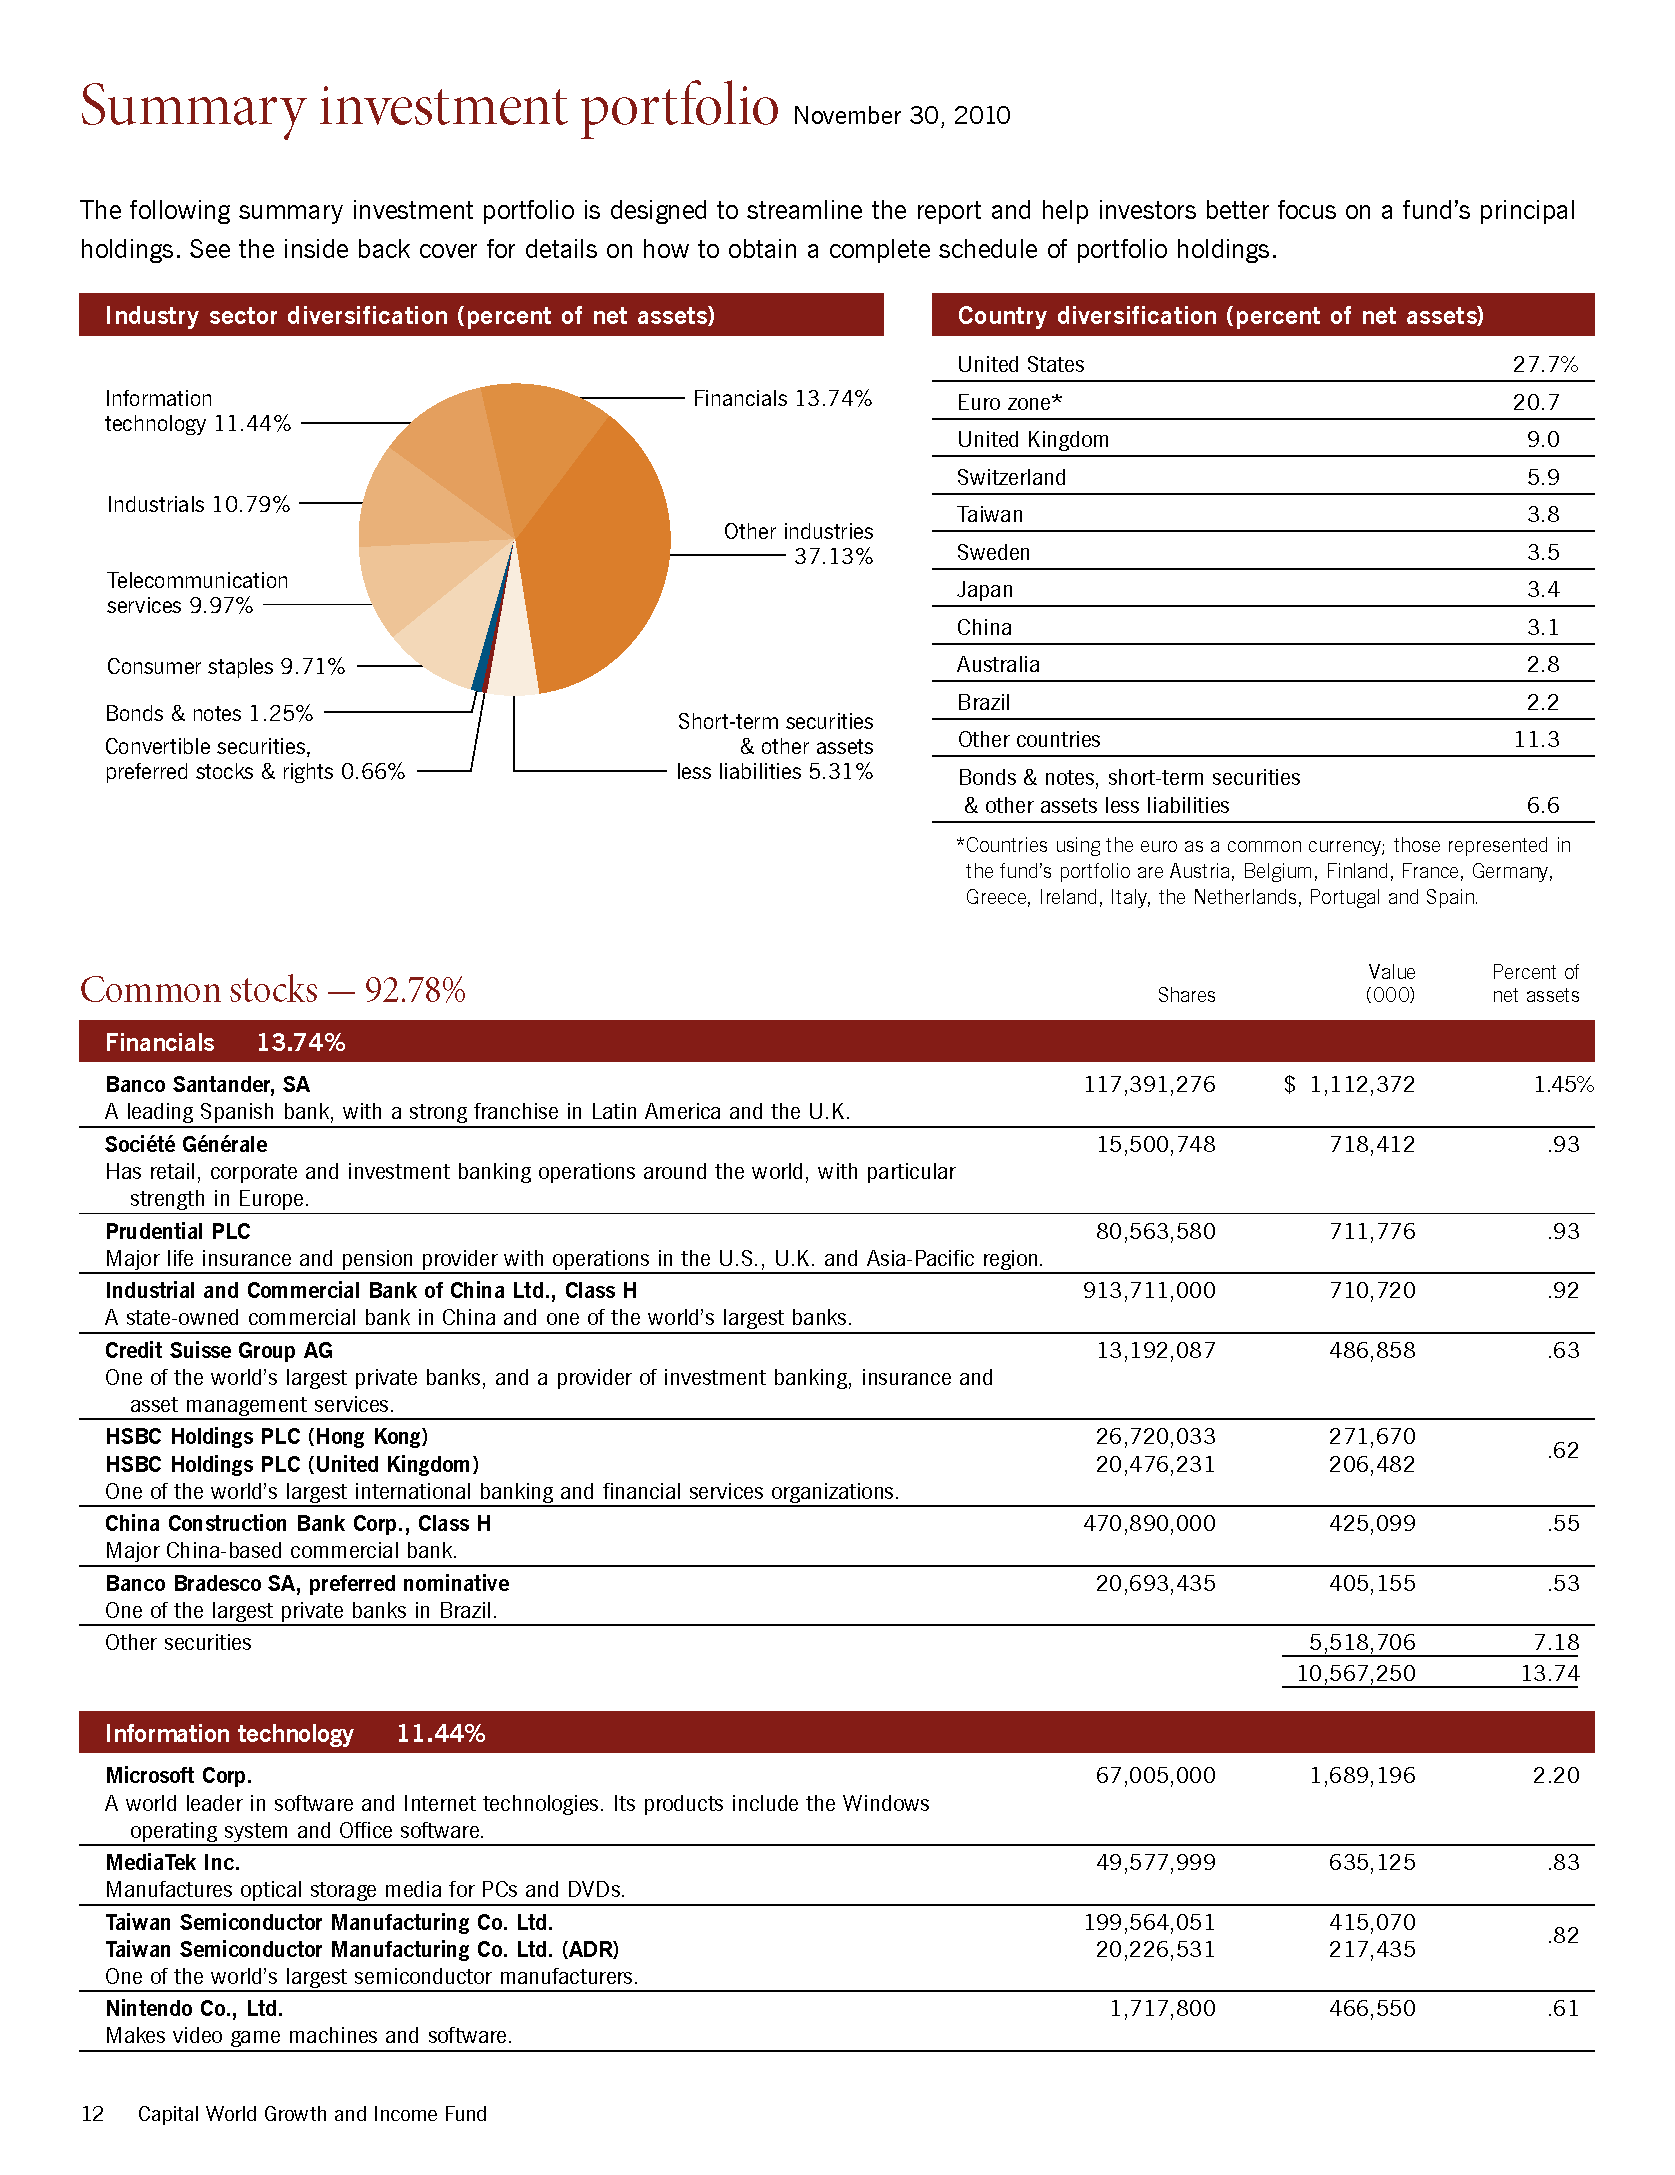 Summary investment portfolio November 30, 2010
The following summary investment portfolio is designed to streamline the report and help investors better focus on a fund’s principal
holdings. See the inside back cover for details on how to obtain a complete schedule of portfolio holdings.
Industry sector diversification (percent of net assets)
Information
technology 11.44%
Financials 13.74%
Industrials 10.79%
Other industries
37.13%
Telecommunication
services 9.97%
Consumer staples 9.71%
Bonds & notes 1.25%
Convertible securities,
preferred stocks & rights 0.66%
Short-term securities
& other assets
less liabilities 5.31%
Country diversification (percent of net assets)
United States 27.7%
Euro zone* 20.7
United Kingdom 9.0
Switzerland 5.9
Taiwan 3.8
Sweden 3.5
Japan 3.4
China 3.1
Australia 2.8
Brazil 2.2
Other countries 11.3
Bonds & notes, short-term securities
& other assets less liabilities 6.6
*Countries using the euro as a common currency; those represented in
the fund’s portfolio are Austria, Belgium, Finland, France, Germany,
Greece, Ireland, Italy, the Netherlands, Portugal and Spain.
Value Percent of
Common stocks — 92.78% Shares (000) net assets
Financials 13.74%
Banco Santander, SA 117,391,276 $ 1,112,372 1.45%
A leading Spanish bank, with a strong franchise in Latin America and the U.K.
Société Générale 15,500,748 718,412 .93
Has retail, corporate and investment banking operations around the world, with particular
strength in Europe.
Prudential PLC 80,563,580 711,776 .93
Major life insurance and pension provider with operations in the U.S., U.K. and Asia-Pacific region.
Industrial and Commercial Bank of China Ltd., Class H 913,711,000 710,720 .92
A state-owned commercial bank in China and one of the world’s largest banks.
Credit Suisse Group AG 13,192,087 486,858 .63
One of the world’s largest private banks, and a provider of investment banking, insurance and
asset management services.
HSBC Holdings PLC (Hong Kong) 26,720,033 271,670
.62
HSBC Holdings PLC (United Kingdom) 20,476,231 206,482
One of the world’s largest international banking and financial services organizations.
China Construction Bank Corp., Class H 470,890,000 425,099 .55
Major China-based commercial bank.
Banco Bradesco SA, preferred nominative 20,693,435 405,155 .53
One of the largest private banks in Brazil.
Other securities 5,518,706 7.18
10,567,250 13.74
Information technology 11.44%
Microsoft Corp. 67,005,000 1,689,196 2.20
A world leader in software and Internet technologies. Its products include the Windows
operating system and Office software.
MediaTek Inc. 49,577,999 635,125 .83
Manufactures optical storage media for PCs and DVDs.
Taiwan Semiconductor Manufacturing Co. Ltd. 199,564,051 415,070
.82
Taiwan Semiconductor Manufacturing Co. Ltd. (ADR) 20,226,531 217,435
One of the world’s largest semiconductor manufacturers.
Nintendo Co., Ltd. 1,717,800 466,550 .61
Makes video game machines and software.
12 Capital World Growth and Income Fund